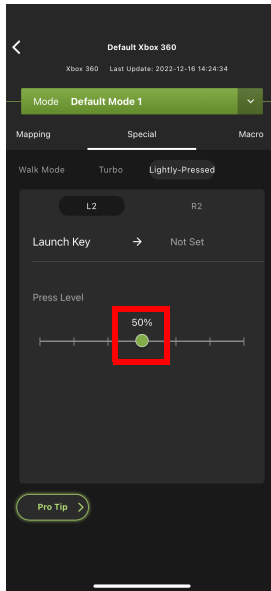 Default Xbox 360
Xbox 360 Last Update: 2022-12-16 14:24:34
Mode Default Mode 1
Mapping Special Macro
Walk Mode Turbo Lightly-Pressed
L2 R2
Launch Key → Not Set
Press Level
50%
Pro Tip